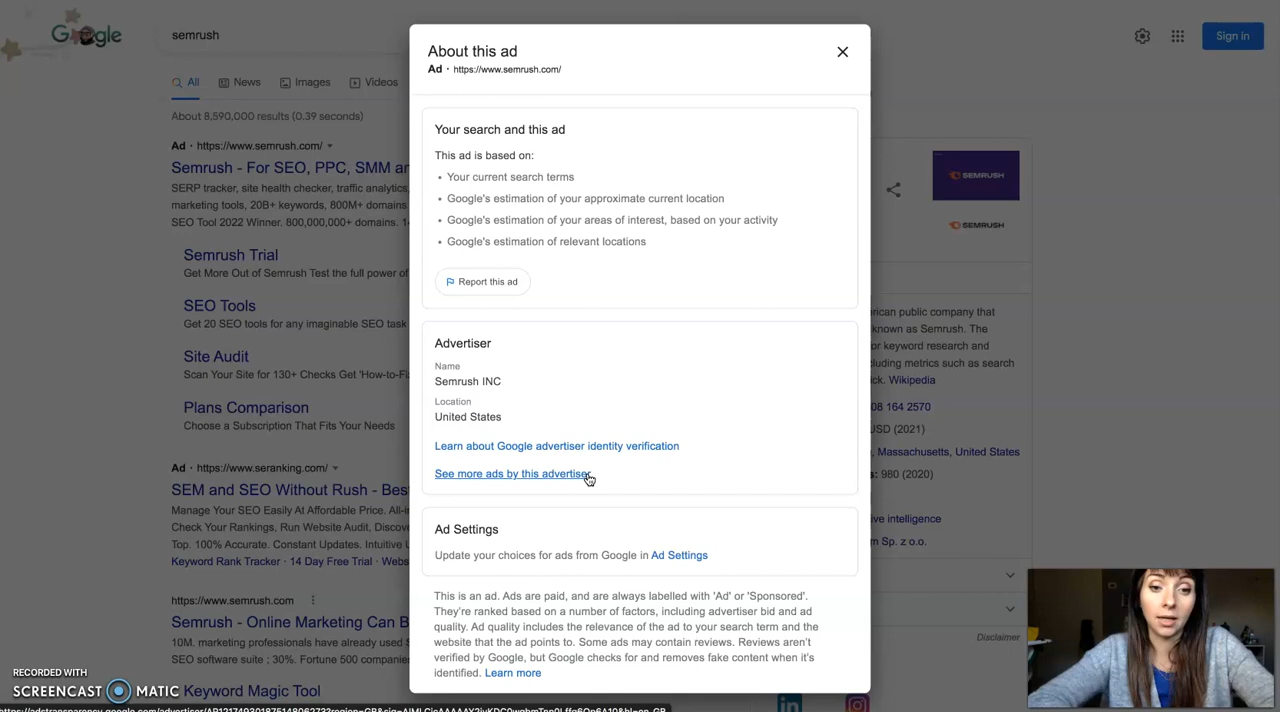 Google
semrush
Sign in
All
News
Images
Videos
About 8,590,000 results (0.39 seconds)
Ad · https://www.semrush.com/
Semrush - For SEO, PPC, SMM
SERP tracker, site health checker, traffic analytics,
marketing tools, 20B+ keywords, 800M+ domains
SEO Tool 2022 Winner. 800,000,000+ domains.
Semrush Trial
Get More Out of Semrush Test the full power of
SEO Tools
Get 20 SEO tools for any imaginable SEO task
Site Audit
Scan Your Site for 130+ Checks Get 'How-to-
Plans Comparison
Choose a Subscription That Fits Your Needs
Ad · https://www.seranking.com/
SEM and SEO Without Rush -
Manage Your SEO Easily At Affordable Price.
Check Your Rankings, Run Website Audit,
Top. 100% Accurate. Constant Updates.
Keyword Rank Tracker · 14 Day Free Trial ·
https://www.semrush.com
Semrush - Online Marketing Can
10M. marketing professionals have already used
SEO software suite ; 30%. Fortune 500 companies
Keyword Magic Tool
About this ad
Ad · https://www.semrush.com/
Your search and this ad
This ad is based on:
• Your current search terms
• Google's estimation of your approximate current location
• Google's estimation of your areas of interest, based on your activity
• Google's estimation of relevant locations
Report this ad
Advertiser
Name
Semrush INC
Location
United States
Learn about Google advertiser identity verification
See more ads by this advertiser
Ad Settings
Update your choices for ads from Google in Ad Settings
This is an ad. Ads are paid, and are always labelled with 'Ad' or 'Sponsored'.
They're ranked based on a number of factors, including advertiser bid and ad
quality. Ad quality includes the relevance of the ad to your search term and the
website that the ad points to. Some ads may contain reviews. Reviews aren't
verified by Google, but Google checks for and removes fake content when it's
identified. Learn more
SEMRUSH
SEMRUSH
public company that
known as Semrush. The
or keyword research and
metrics such as search
Wikipedia
08 164 2570
USD (2021)
, Massachusetts, United States
980 (2020)
intelligence
Sp. z o.o.
Disclaimer
RECORDED WITH
SCREENCAST MATIC